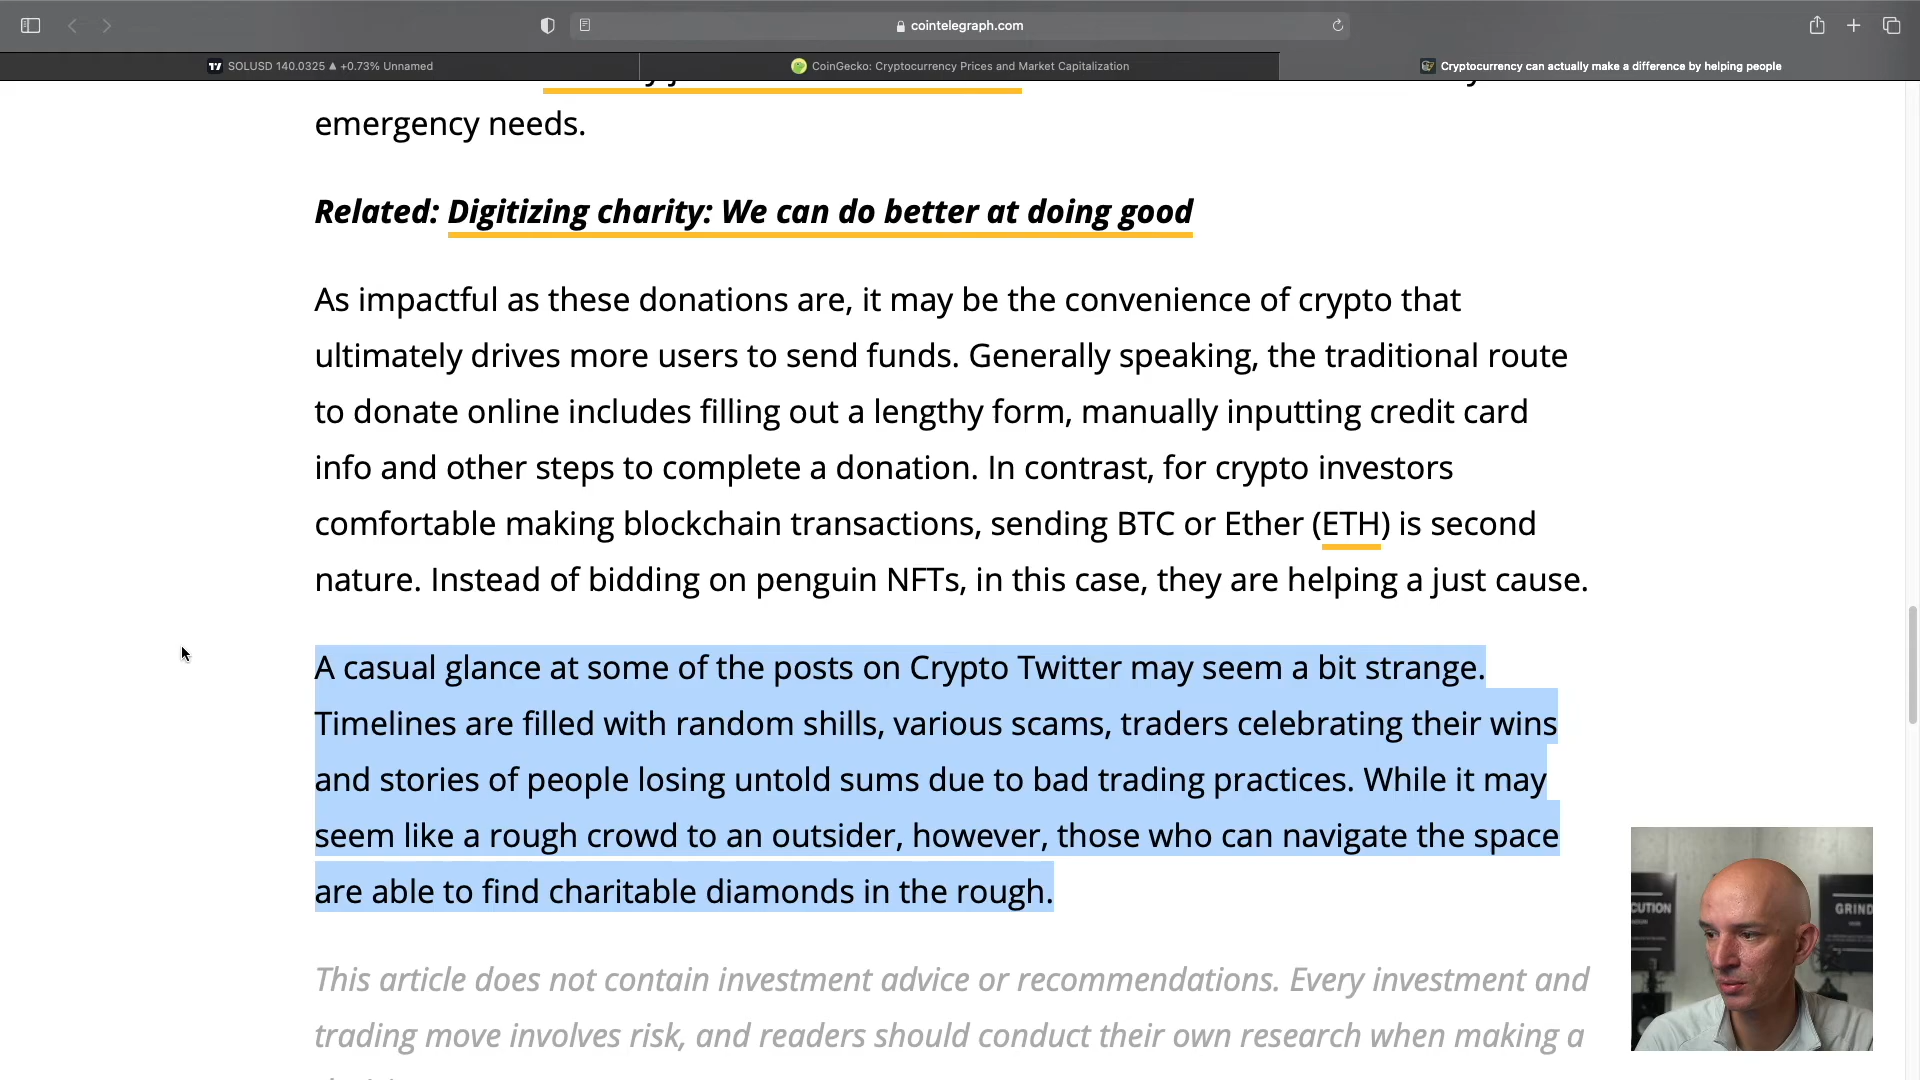 cointelegraph.com
SOLUSD 140.0325 ▲ +0.73% Unnamed
CoinGecko: Cryptocurrency Prices and Market Capitalization
Cryptocurrency can actually make a difference by helping people
emergency needs.
Related: Digitizing charity: We can do better at doing good
As impactful as these donations are, it may be the convenience of crypto that
ultimately drives more users to send funds. Generally speaking, the traditional route
to donate online includes filling out a lengthy form, manually inputting credit card
info and other steps to complete a donation. In contrast, for crypto investors
comfortable making blockchain transactions, sending BTC or Ether (ETH) is second
nature. Instead of bidding on penguin NFTs, in this case, they are helping a just cause.
A casual glance at some of the posts on Crypto Twitter may seem a bit strange.
Timelines are filled with random shills, various scams, traders celebrating their wins
and stories of people losing untold sums due to bad trading practices. While it may
seem like a rough crowd to an outsider, however, those who can navigate the space
are able to find charitable diamonds in the rough.
This article does not contain investment advice or recommendations. Every investment and
trading move involves risk, and readers should conduct their own research when making a
CUTION
GRIND